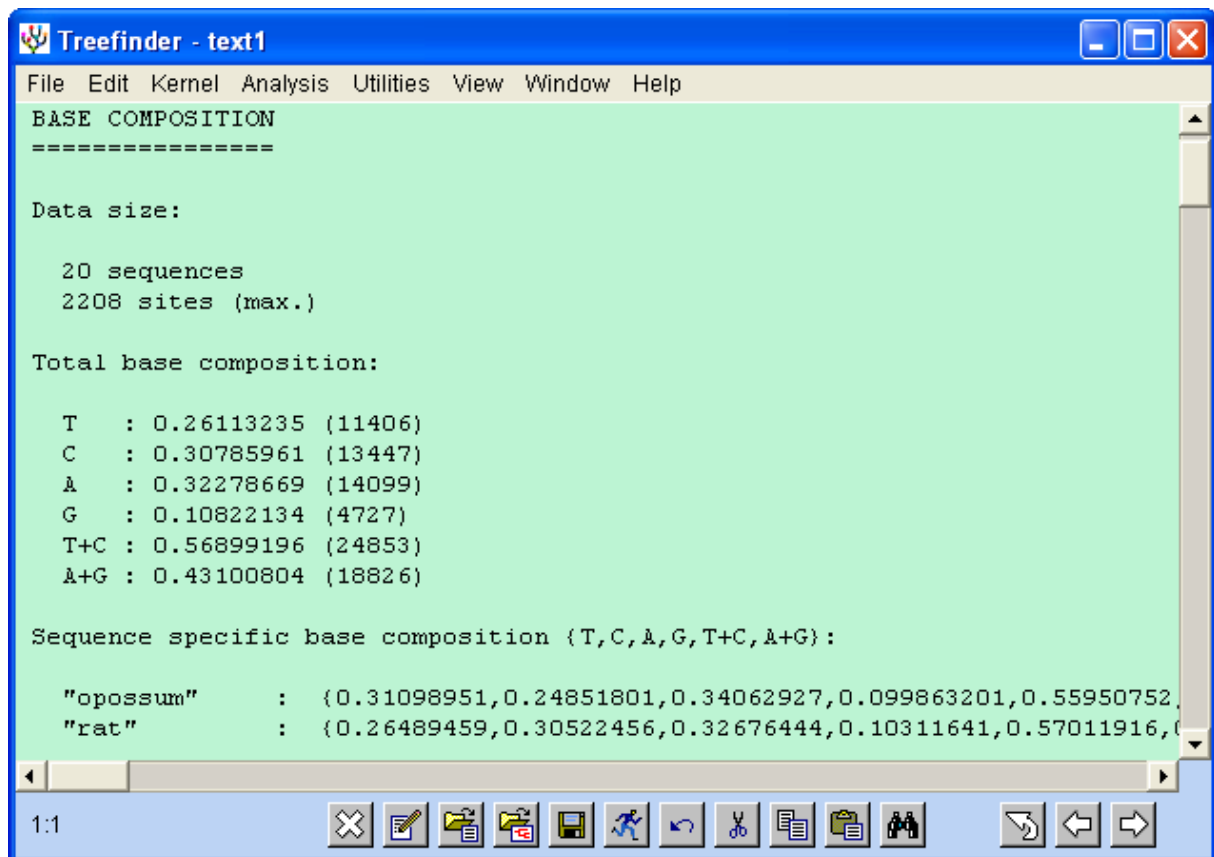 Treefinder - text1
File Edit Kernel Analysis Utilities View Window Help
BASE COMPOSITION
================
Data size:
20 sequences
2208 sites (max.)
Total base composition:
T : 0.26113235 (11406)
C : 0.30785961 (13447)
A : 0.32278669 (14099)
G : 0.10822134 (4727)
T+C : 0.56899196 (24853)
A+G : 0.43100804 (18826)
Sequence specific base composition {T,C,A,G,T+C,A+G}:
"opossum" : {0.31098951,0.24851801,0.34062927,0.099863201,0.55950752,
"rat" : {0.26489459,0.30522456,0.32676444,0.10311641,0.57011916,
1:1